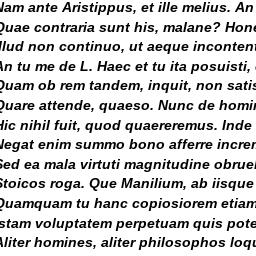 Nam ante Aristippus, et ille melius. An
Quae contraria sunt his, malane? Hone
Illud non continuo, ut aeque incontent
An tu me de L. Haec et tu ita posuisti,
Quam ob rem tandem, inquit, non satis
Quare attende, quaeso. Nunc de homin
Hic nihil fuit, quod quaereremus. Inde
Negat enim summo bono afferre increm
Sed ea mala virtuti magnitudine obrue
Stoicos roga. Que Manilium, ab iisque
Quamquam tu hanc copiosiorem etiam
Istam voluptatem perpetuam quis pote
Aliter homines, aliter philosophos loqu